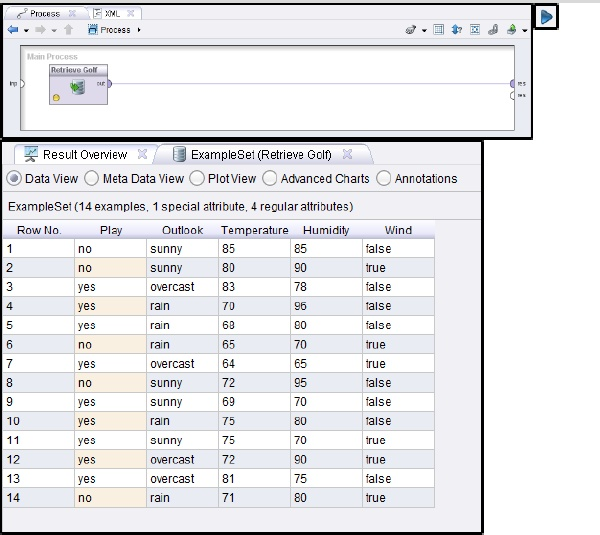 Process XML
Process
Main Process
Retrieve Golf
inp out res
res
Result Overview ExampleSet (Retrieve Golf)
Data View Meta Data View Plot View Advanced Charts Annotations
ExampleSet (14 examples, 1 special attribute, 4 regular attributes)
Row No. Play Outlook Temperature Humidity Wind
1 no sunny 85 85 false
2 no sunny 80 90 true
3 yes overcast 83 78 false
4 yes rain 70 96 false
5 yes rain 68 80 false
6 no rain 65 70 true
7 yes overcast 64 65 true
8 no sunny 72 95 false
9 yes sunny 69 70 false
10 yes rain 75 80 false
11 yes sunny 75 70 true
12 yes overcast 72 90 true
13 yes overcast 81 75 false
14 no rain 71 80 true